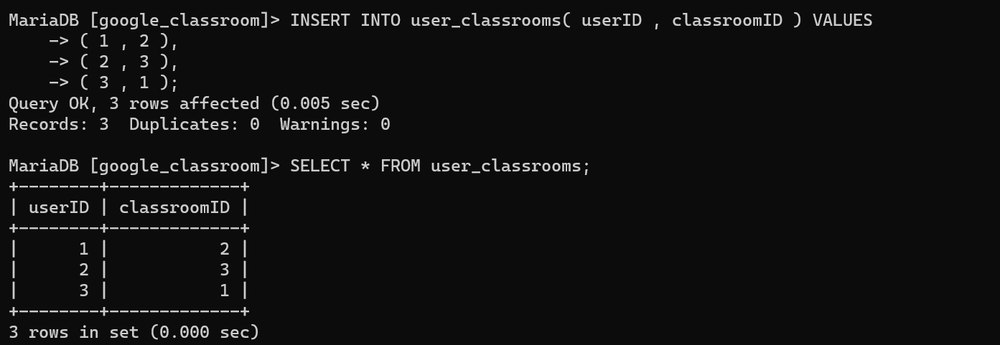 MariaDB [google_classroom]> INSERT INTO user_classrooms( userID , classroomID ) VALUES
    -> ( 1 , 2 ),
    -> ( 2 , 3 ),
    -> ( 3 , 1 );
Query OK, 3 rows affected (0.005 sec)
Records: 3  Duplicates: 0  Warnings: 0

MariaDB [google_classroom]> SELECT * FROM user_classrooms;
+--------+-------------+
| userID | classroomID |
+--------+-------------+
|      1 |           2 |
|      2 |           3 |
|      3 |           1 |
+--------+-------------+
3 rows in set (0.000 sec)